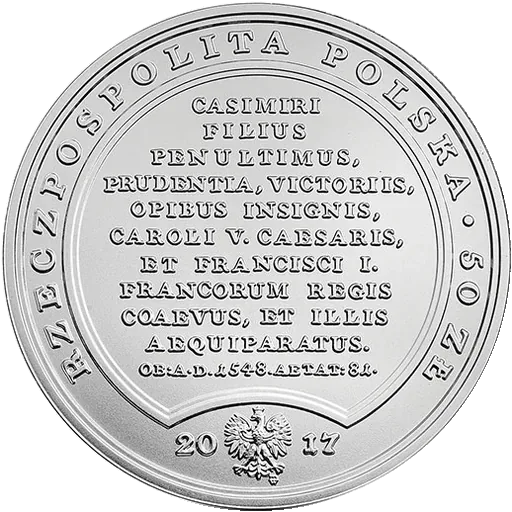 RZECZPOSPOLITA POLSKA · 50 ZŁ
CASIMIRI
FILIUS
PENULTIMUS,
PRUDENTIA, VICTORIIS,
OPIBUS INSIGNIS,
CAROLI V. CAESARIS,
ET FRANCISCI I.
FRANCORUM REGIS
COAEVUS, ET ILLIS
AEQUIPARATUS.
OB:A.D.1548.AETAT:81.
20 17